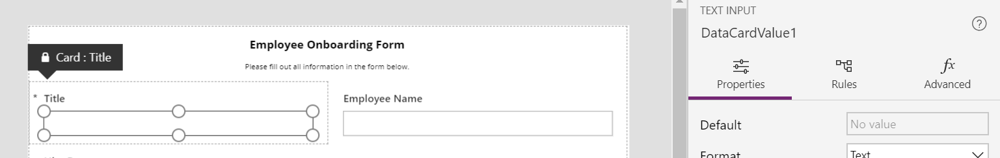 TEXT INPUT
DataCardValue1
Employee Onboarding Form
Card : Title
Please fill out all information in the form below.
Properties
Rules
Advanced
* Title
Employee Name
Default
No value
Format
Text